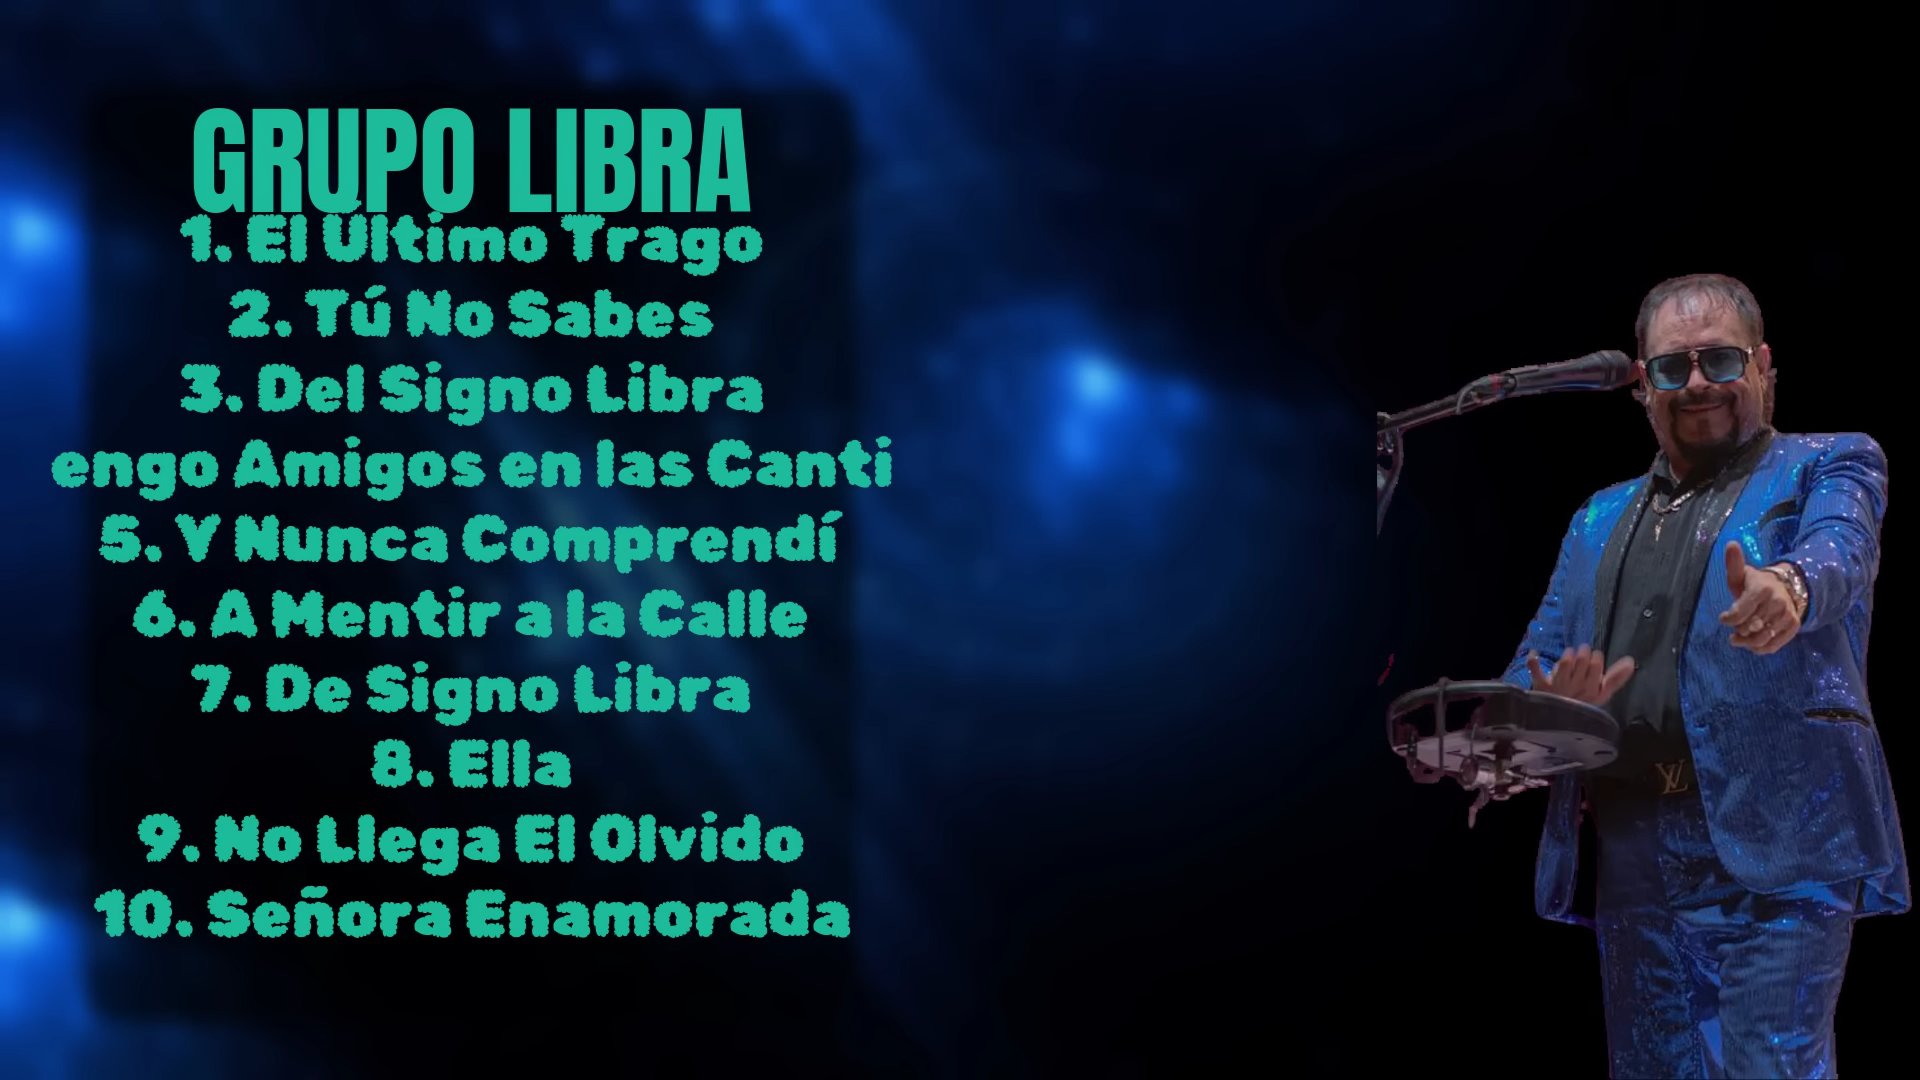 GRUPO LIBRA
1. El Último Trago
2. Tú No Sabes
3. Del Signo Libra
engo Amigos en las Canti
5. Y Nunca Comprendí
6. A Mentir a la Calle
7. De Signo Libra
8. Ella
9. No Llega El Olvido
10. Señora Enamorada